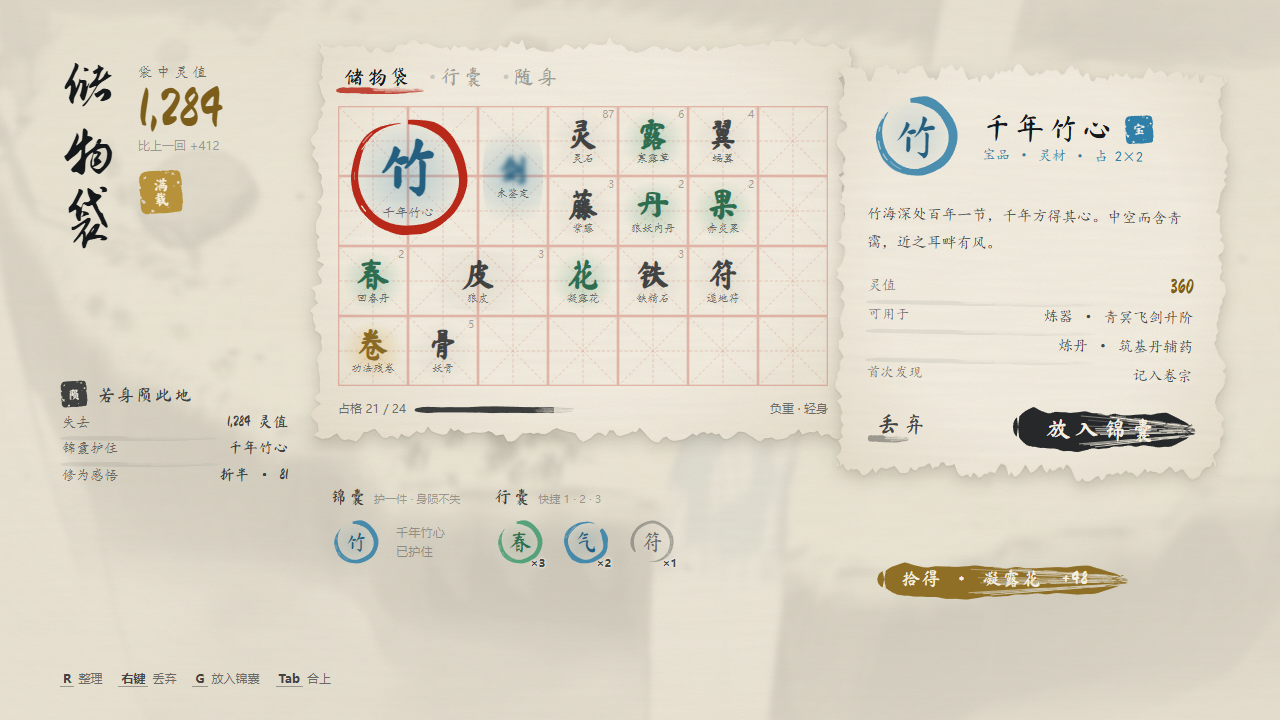 储物袋
袋中灵值
1,284
比上一回 +412
满载
陨 若身陨此地
失去 1,284 灵值
锦囊护住 千年竹心
修为感悟 折半 · 81
储物袋 · 行囊 · 随身
竹
千年竹心
剑
未鉴定
87
灵
灵石
6
露
寒露草
4
翼
3
藤
紫藤
2
丹
狼妖内丹
2
果
赤炎果
2
春
回春丹
3
皮
狼皮
花
凝露花
3
铁
铁精石
符
遁地符
卷
功法残卷
5
骨
妖骨
占格 21 / 24
负重 · 轻身
锦囊 护一件 · 身陨不失
竹
千年竹心
已护住
行囊 快捷 1 · 2 · 3
春 ×3
气 ×2
符 ×1
竹
千年竹心 宝
宝品 · 灵材 · 占 2×2
竹海深处百年一节，千年方得其心。中空而含青
霭，近之耳畔有风。
灵值 360
可用于 炼器 · 青冥飞剑升阶
炼丹 · 筑基丹辅药
首次发现 记入卷宗
丢弃
放入锦囊
拾得 · 凝露花 +48
R 整理 右键 丢弃 G 放入锦囊 Tab 合上